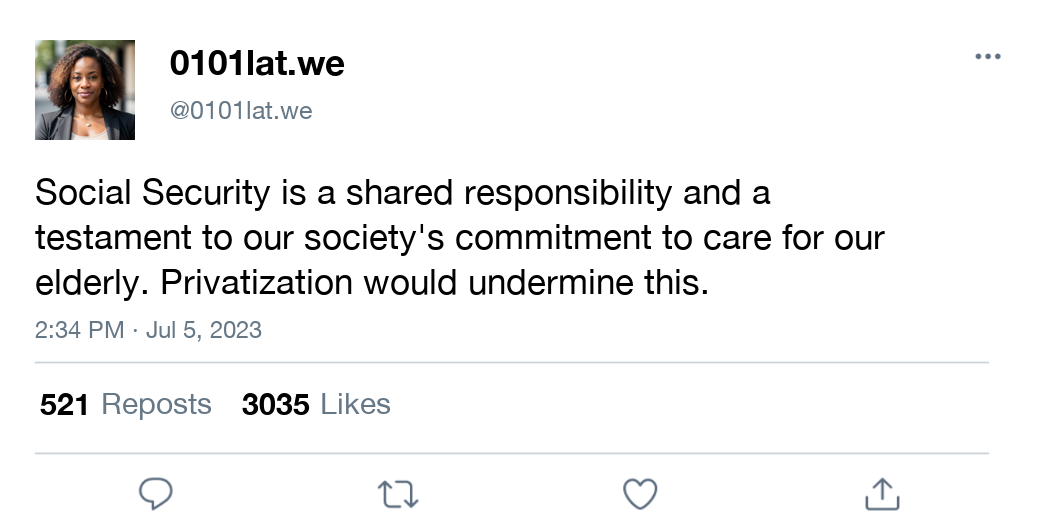 0101lat.we
@0101lat.we
Social Security is a shared responsibility and a
testament to our society's commitment to care for our
elderly. Privatization would undermine this.
2:34 PM · Jul 5, 2023
521 Reposts 3035 Likes